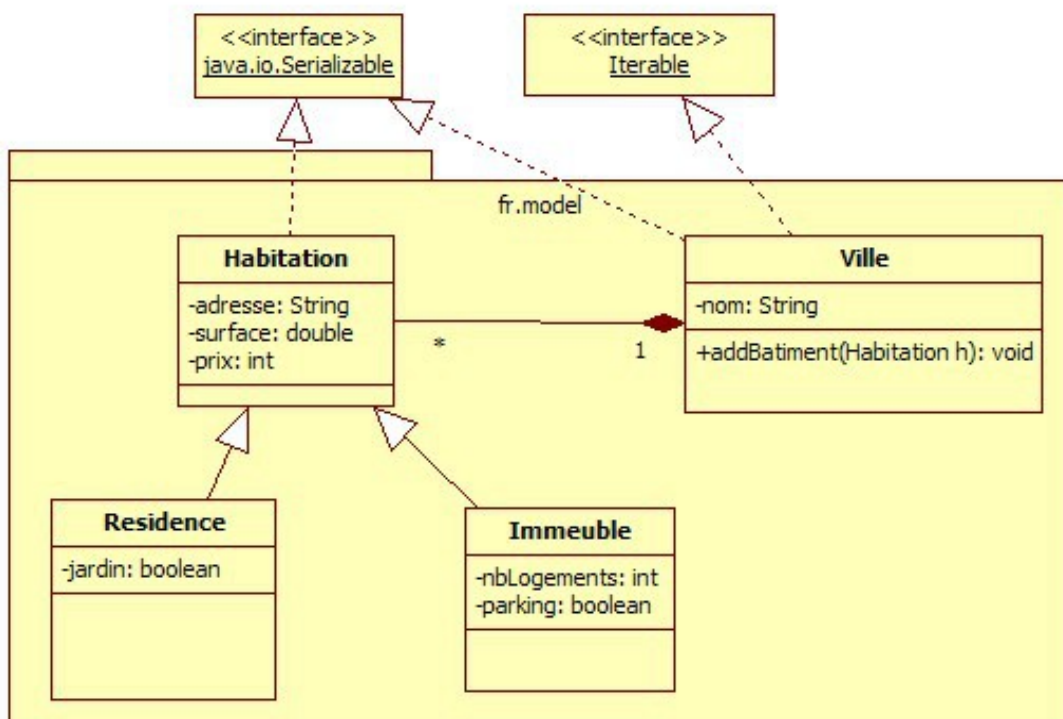 <<interface>>
java.io.Serializable
<<interface>>
Iterable
fr.model
Habitation
-adresse: String
-surface: double
-prix: int
Ville
-nom: String
+addBatiment(Habitation h): void
*
1
Residence
-jardin: boolean
Immeuble
-nbLogements: int
-parking: boolean